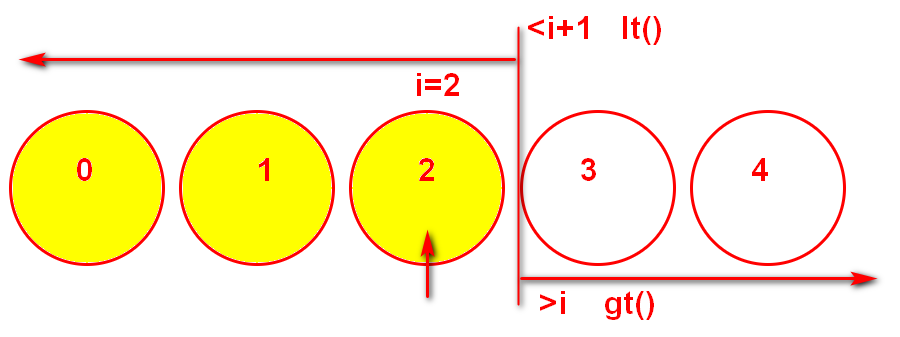 <i+1 lt()
i=2
0 1 2 3 4
>i gt()